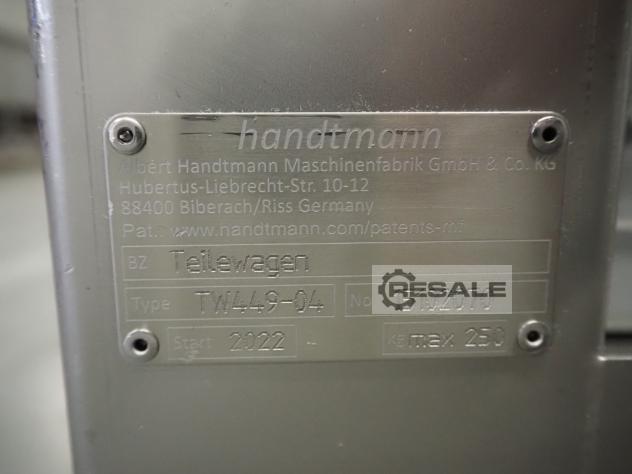 handtmann
Albert Handtmann Maschinenfabrik GmbH & Co. KG
Hubertus-Liebrecht-Str. 10-12
88400 Biberach/Riss Germany
Pat.: www.handtmann.com/patents-mf
BZ Teilewagen
Type TW449-04 No
RESALE
Start 2022 - KG max 250